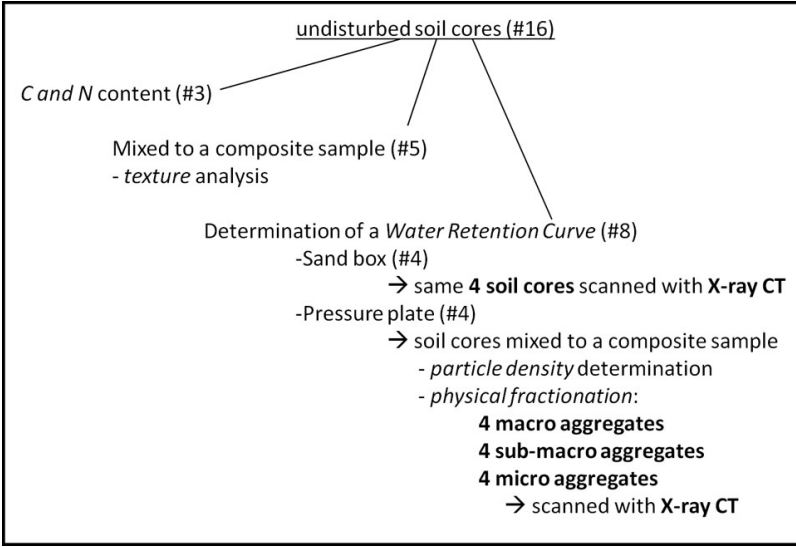 undisturbed soil cores (#16)
C and N content (#3)
Mixed to a composite sample (#5)
- texture analysis
Determination of a Water Retention Curve (#8)
-Sand box (#4)
→ same 4 soil cores scanned with X-ray CT
-Pressure plate (#4)
→ soil cores mixed to a composite sample
- particle density determination
- physical fractionation:
4 macro aggregates
4 sub-macro aggregates
4 micro aggregates
→ scanned with X-ray CT